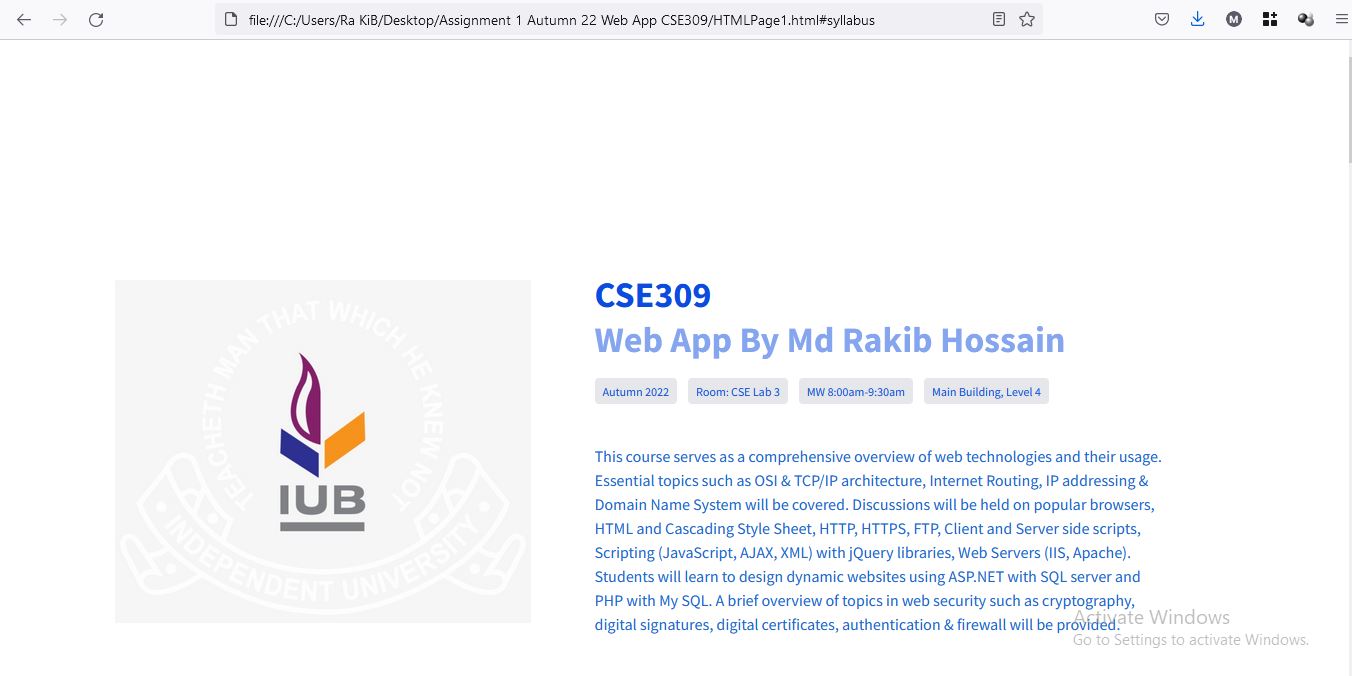 file:///C:/Users/Ra KiB/Desktop/Assignment 1 Autumn 22 Web App CSE309/HTMLPage1.html#syllabus
M
TEACHETH MAN THAT WHICH HE KNEW NOT
IUB
INDEPENDENT UNIVERSITY
CSE309
Web App By Md Rakib Hossain
Autumn 2022 Room: CSE Lab 3 MW 8:00am-9:30am Main Building, Level 4
This course serves as a comprehensive overview of web technologies and their usage.
Essential topics such as OSI & TCP/IP architecture, Internet Routing, IP addressing &
Domain Name System will be covered. Discussions will be held on popular browsers,
HTML and Cascading Style Sheet, HTTP, HTTPS, FTP, Client and Server side scripts,
Scripting (JavaScript, AJAX, XML) with jQuery libraries, Web Servers (IIS, Apache).
Students will learn to design dynamic websites using ASP.NET with SQL server and
PHP with My SQL. A brief overview of topics in web security such as cryptography,
digital signatures, digital certificates, authentication & firewall will be provided.
Activate Windows
Go to Settings to activate Windows.